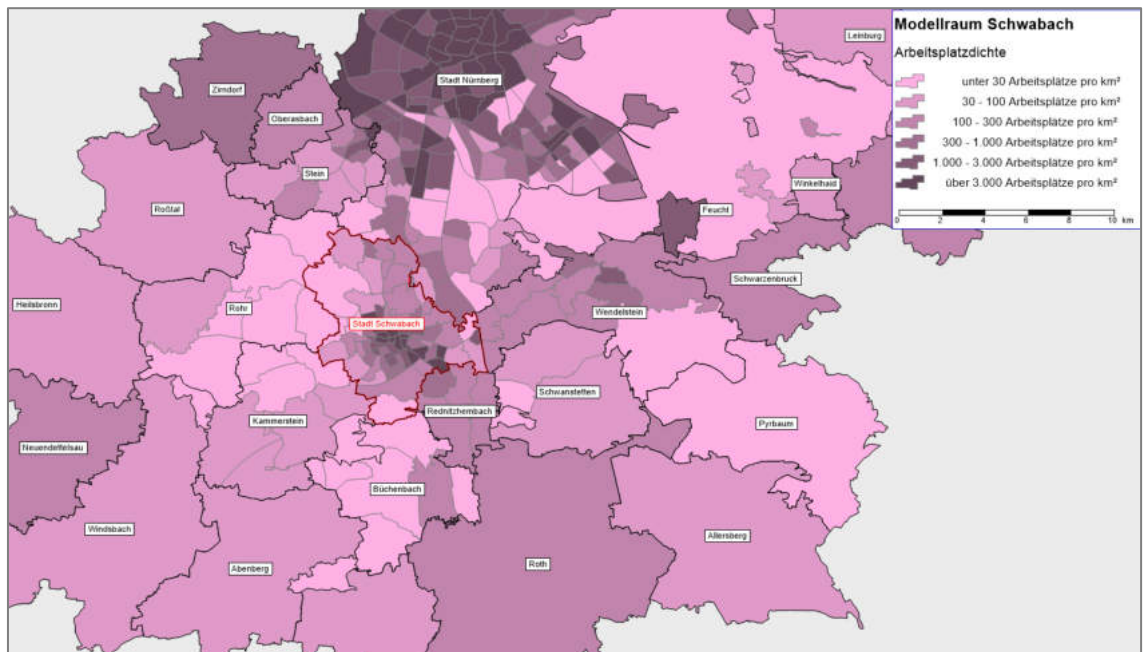 Modellraum Schwabach
Arbeitsplatzdichte
unter 30 Arbeitsplätze pro km²
30 - 100 Arbeitsplätze pro km²
100 - 300 Arbeitsplätze pro km²
300 - 1.000 Arbeitsplätze pro km²
1.000 - 3.000 Arbeitsplätze pro km²
über 3.000 Arbeitsplätze pro km²
km
0 2 4 6 8 10
Leinburg
Stadt Nürnberg
Zirndorf
Oberasbach
Stein
Winkelhaid
Roßtal
Feucht
Schwarzenbruck
Heilsbronn
Rohr
Wendelstein
Stadt Schwabach
Schwanstetten
Rednitzhembach
Kammerstein
Pyrbaum
Neuendettelsau
Büchenbach
Windsbach
Allersberg
Abenberg
Roth